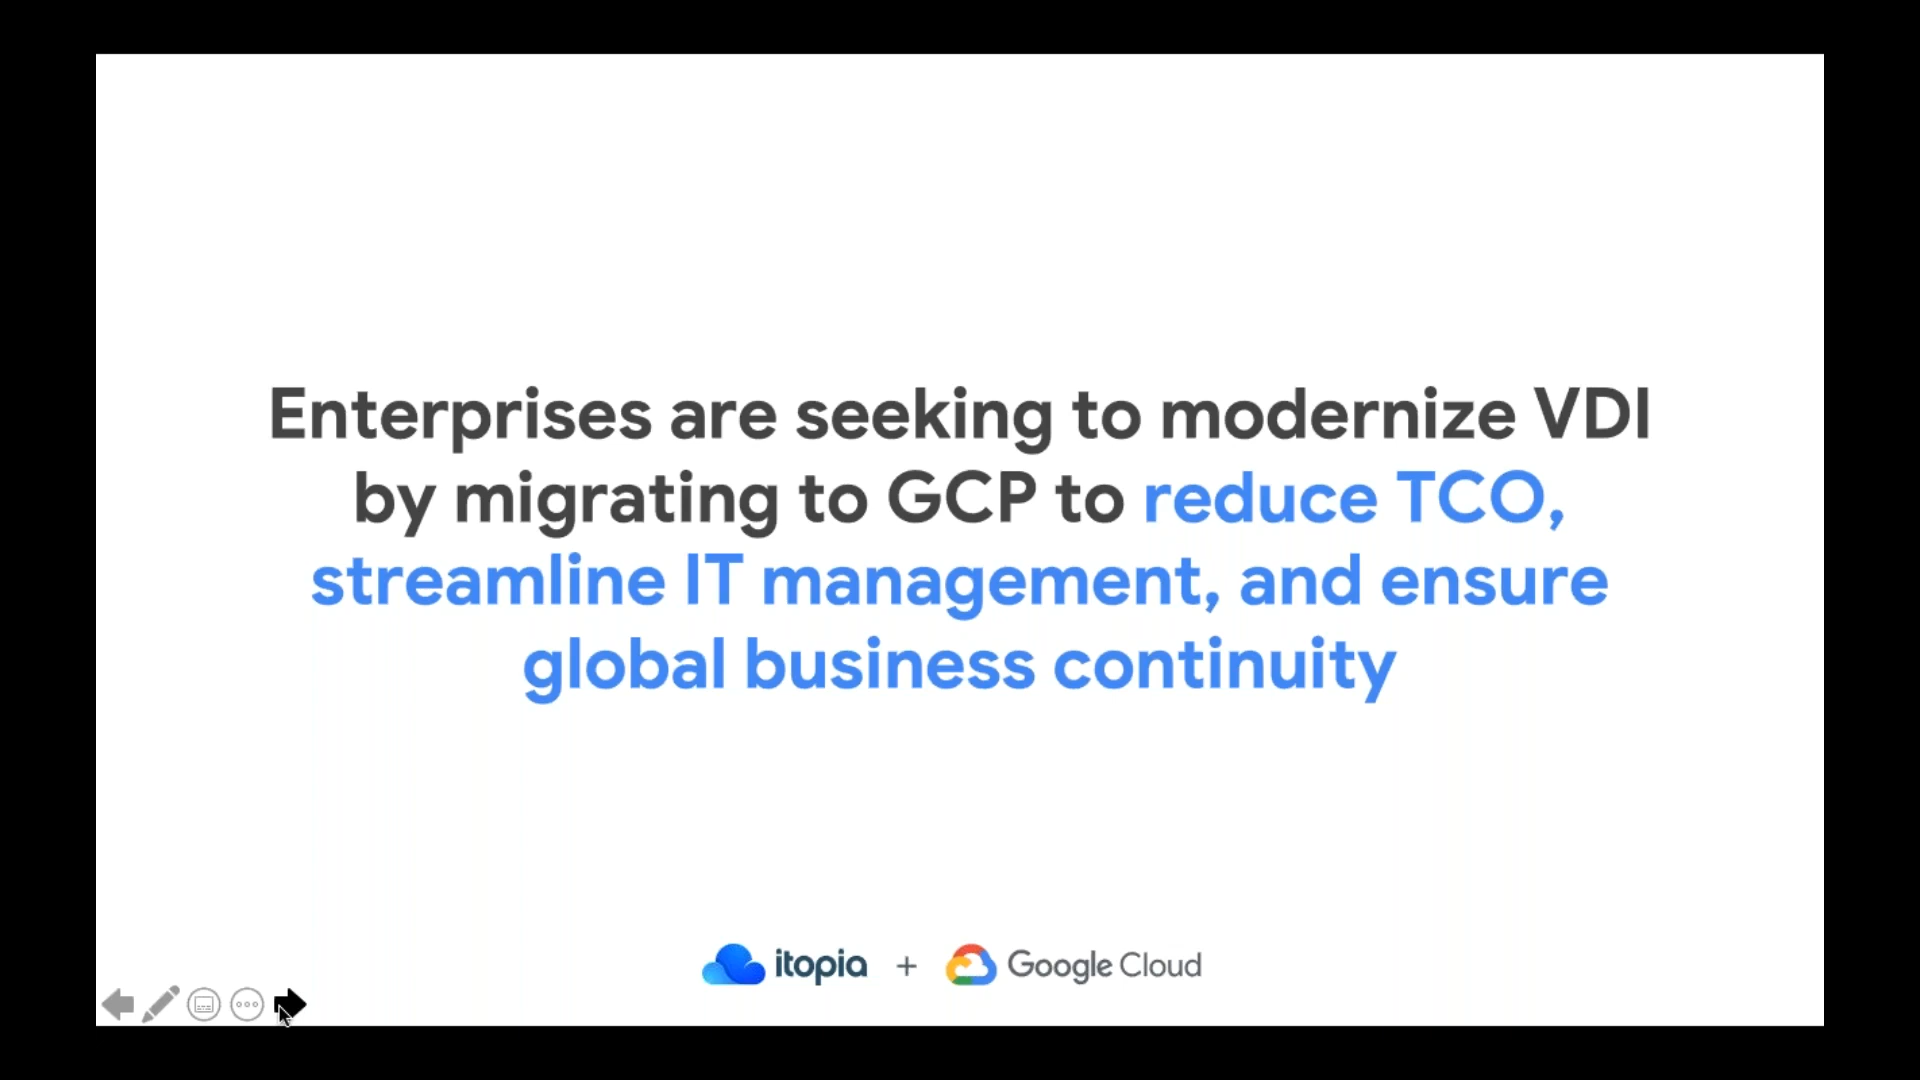 Enterprises are seeking to modernize VDI
by migrating to GCP to reduce TCO,
streamline IT management, and ensure
global business continuity
itopia + Google Cloud